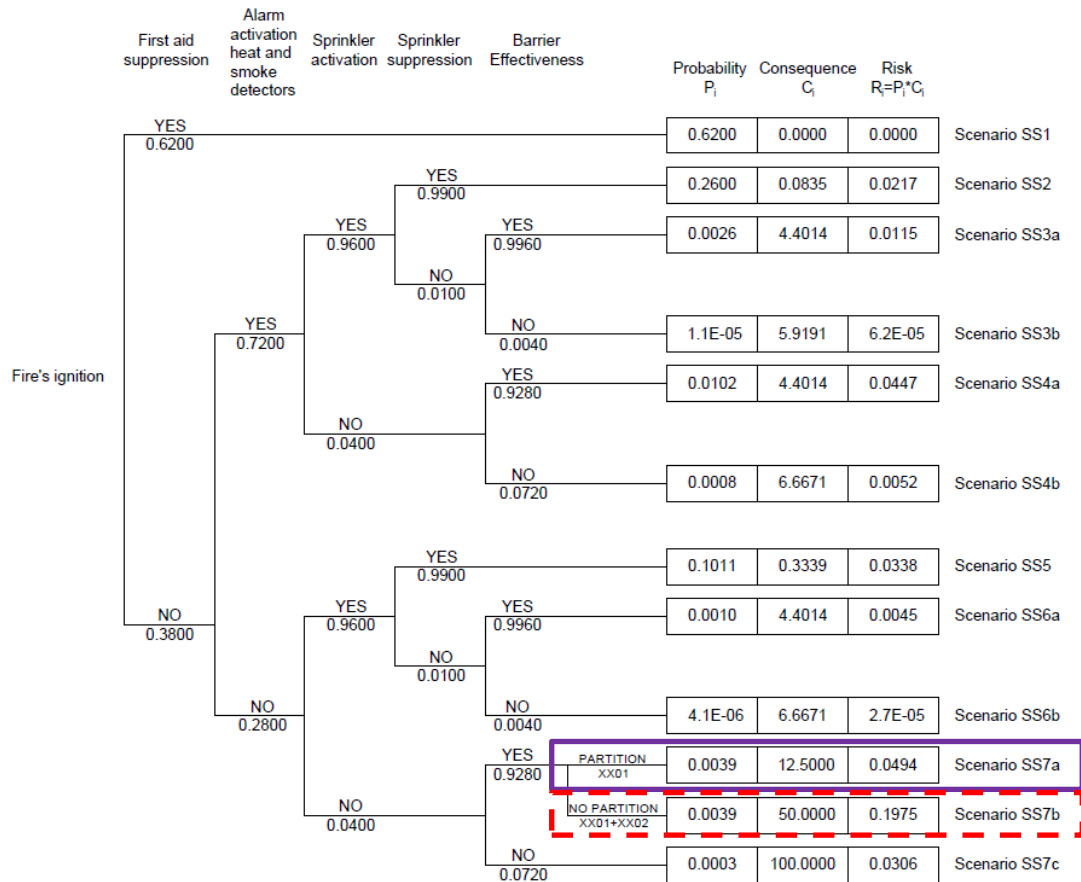 First aid
suppression
Alarm
activation
heat and
smoke
detectors
Sprinkler
activation
Sprinkler
suppression
Barrier
Effectiveness
Probability
Pi
Consequence
Ci
Risk
Ri=Pi*Ci
YES
0.6200
0.6200 0.0000 0.0000 Scenario SS1
YES
0.9900
0.2600 0.0835 0.0217 Scenario SS2
YES
0.9600
YES
0.9960
0.0026 4.4014 0.0115 Scenario SS3a
NO
0.0100
YES
0.7200
NO
0.0040
1.1E-05 5.9191 6.2E-05 Scenario SS3b
Fire's ignition
YES
0.9280
0.0102 4.4014 0.0447 Scenario SS4a
NO
0.0400
NO
0.0720
0.0008 6.6671 0.0052 Scenario SS4b
YES
0.9900
0.1011 0.3339 0.0338 Scenario SS5
NO
0.3800
YES
0.9600
YES
0.9960
0.0010 4.4014 0.0045 Scenario SS6a
NO
0.0100
NO
0.2800
NO
0.0040
4.1E-06 6.6671 2.7E-05 Scenario SS6b
YES
0.9280
PARTITION
XX01
0.0039 12.5000 0.0494 Scenario SS7a
NO
0.0400
NO PARTITION
XX01+XX02
0.0039 50.0000 0.1975 Scenario SS7b
NO
0.0720
0.0003 100.0000 0.0306 Scenario SS7c